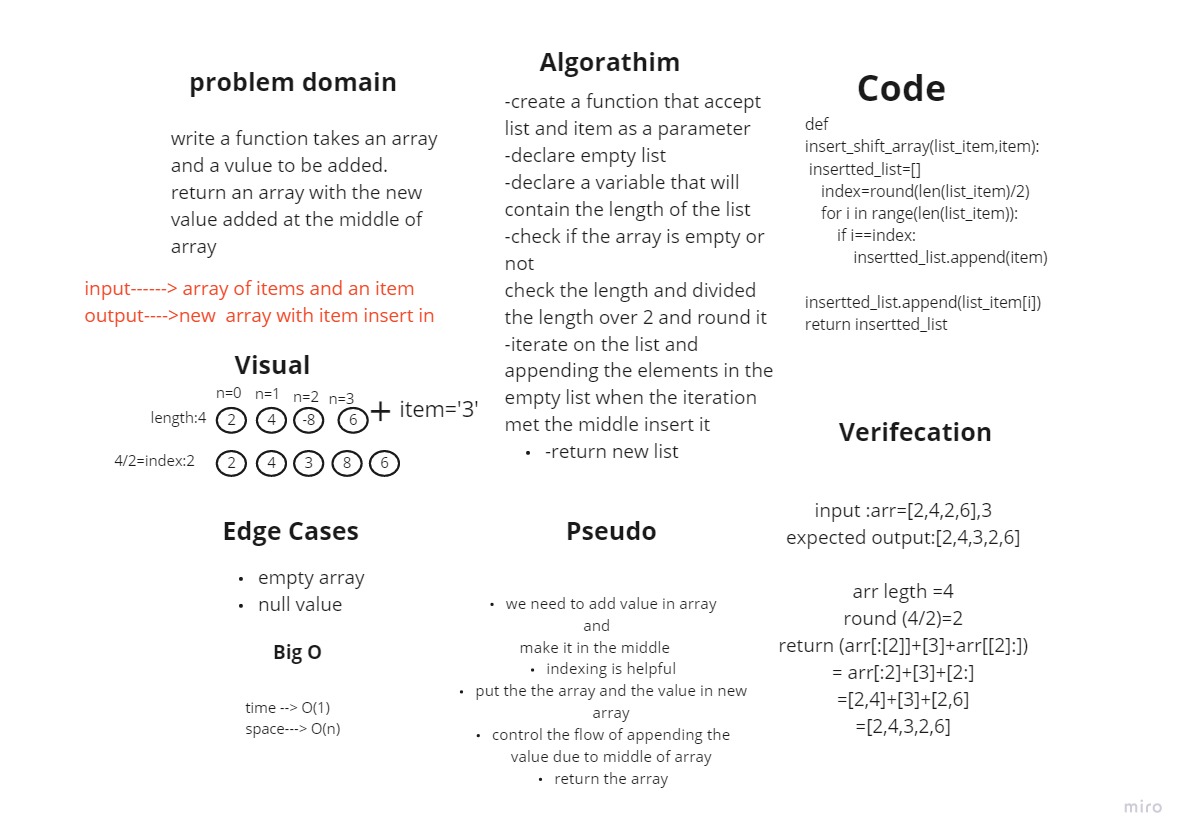 problem domain
write a function takes an array
and a vulue to be added.
return an array with the new
value added at the middle of
array
input------> array of items and an item
output---->new  array with item insert in
Visual
n=0 n=1 n=2 n=3
length:4 2 4 -8 6 + item='3'
4/2=index:2 2 4 3 8 6
Edge Cases
• empty array
• null value
Big O
time --> O(1)
space---> O(n)
Algorathim
-create a function that accept
list and item as a parameter
-declare empty list
-declare a variable that will
contain the length of the list
-check if the array is empty or
not
check the length and divided
the length over 2 and round it
-iterate on the list and
appending the elements in the
empty list when the iteration
met the middle insert it
• -return new list
Pseudo
• we need to add value in array
and
make it in the middle
• indexing is helpful
• put the the array and the value in new
array
• control the flow of appending the
value due to middle of array
• return the array
Code
def
insert_shift_array(list_item,item):
insertted_list=[]
index=round(len(list_item)/2)
for i in range(len(list_item)):
if i==index:
insertted_list.append(item)
insertted_list.append(list_item[i])
return insertted_list
Verifecation
input :arr=[2,4,2,6],3
expected output:[2,4,3,2,6]
arr legth =4
round (4/2)=2
return (arr[:[2]]+[3]+arr[[2]:])
= arr[:2]+[3]+[2:]
=[2,4]+[3]+[2,6]
=[2,4,3,2,6]
miro